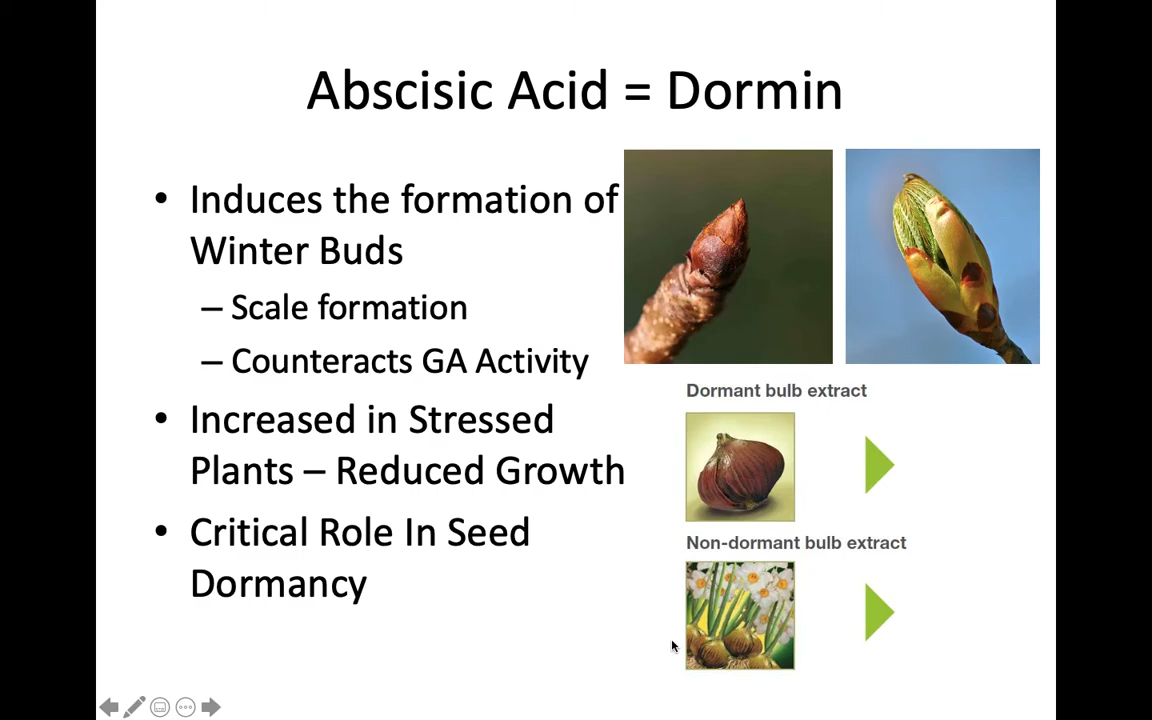 Abscisic Acid = Dormin
• Induces the formation of
Winter Buds
– Scale formation
– Counteracts GA Activity
• Increased in Stressed
Plants – Reduced Growth
• Critical Role In Seed
Dormancy
Dormant bulb extract
Non-dormant bulb extract